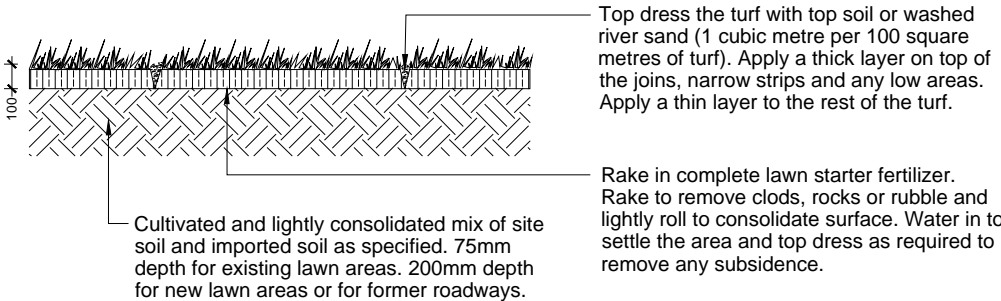 Top dress the turf with top soil or washed
river sand (1 cubic metre per 100 square
metres of turf). Apply a thick layer on top of
the joins, narrow strips and any low areas.
Apply a thin layer to the rest of the turf.
100
Rake in complete lawn starter fertilizer.
Rake to remove clods, rocks or rubble and
lightly roll to consolidate surface. Water in to
settle the area and top dress as required to
remove any subsidence.
Cultivated and lightly consolidated mix of site
soil and imported soil as specified. 75mm
depth for existing lawn areas. 200mm depth
for new lawn areas or for former roadways.